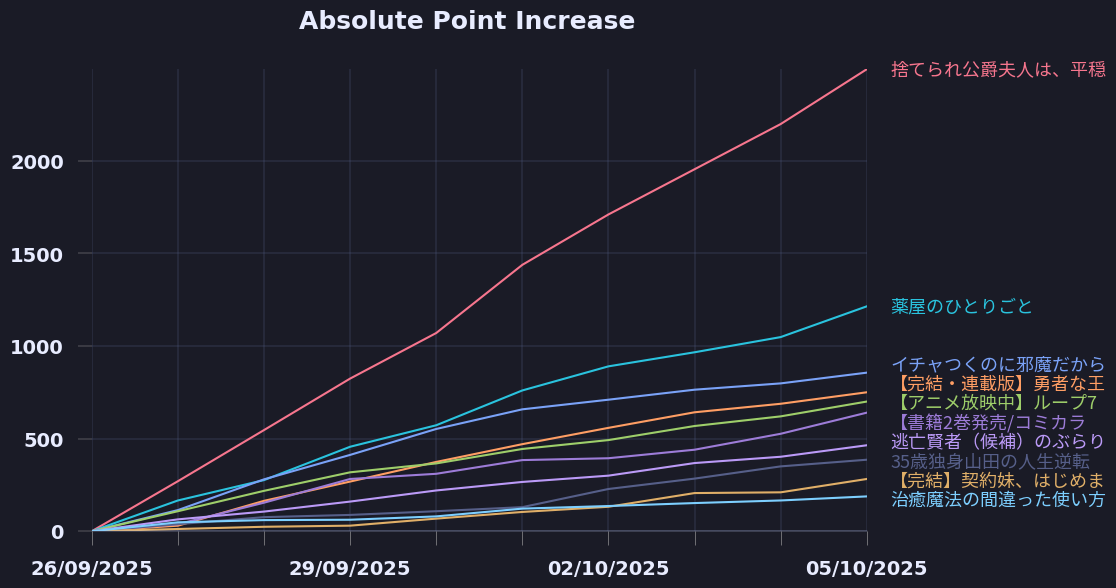 Absolute Point Increase
捨てられ公爵夫人は、平穏
2000
1500
薬屋のひとりごと
1000
イチャつくのに邪魔だから
【完結・連載版】勇者な王
【アニメ放映中】ループ7
【書籍2巻発売/コミカラ
500
逃亡賢者（候補）のぶらり
35歳独身山田の人生逆転
【完結】契約妹、はじめま
治癒魔法の間違った使い方
0
26/09/2025
29/09/2025
02/10/2025
05/10/2025